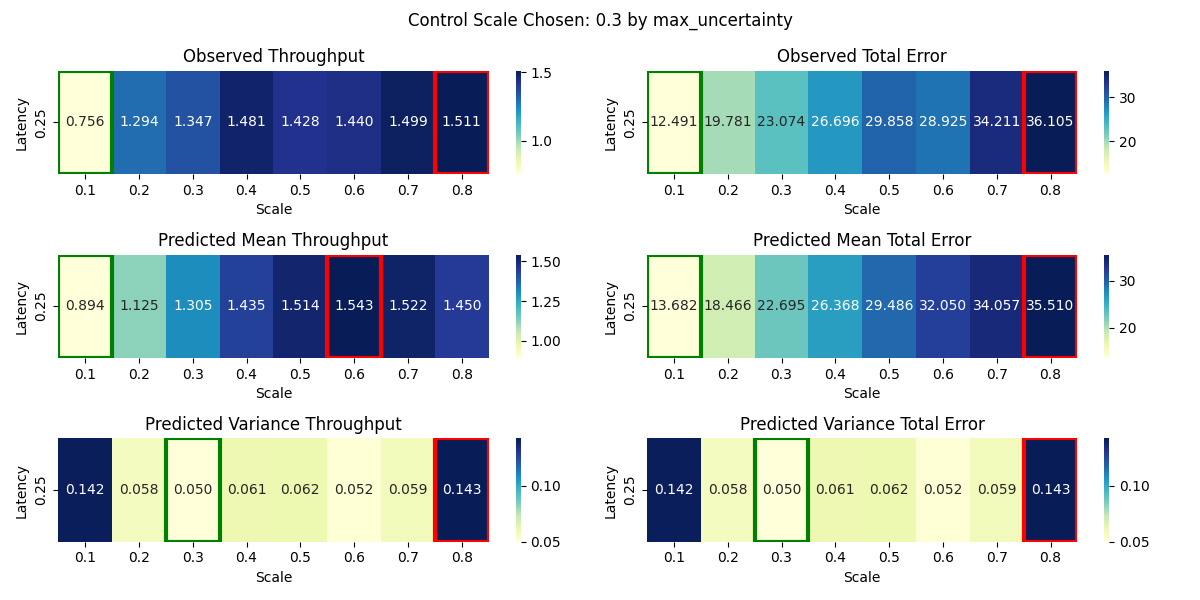 Control Scale Chosen: 0.3 by max_uncertainty
Observed Throughput
Latency
0.25
0.756 1.294 1.347 1.481 1.428 1.440 1.499 1.511
0.1 0.2 0.3 0.4 0.5 0.6 0.7 0.8
Scale
1.5
1.0
Observed Total Error
Latency
0.25
12.491 19.781 23.074 26.696 29.858 28.925 34.211 36.105
0.1 0.2 0.3 0.4 0.5 0.6 0.7 0.8
Scale
30
20
Predicted Mean Throughput
Latency
0.25
0.894 1.125 1.305 1.435 1.514 1.543 1.522 1.450
0.1 0.2 0.3 0.4 0.5 0.6 0.7 0.8
Scale
1.50
1.25
1.00
Predicted Mean Total Error
Latency
0.25
13.682 18.466 22.695 26.368 29.486 32.050 34.057 35.510
0.1 0.2 0.3 0.4 0.5 0.6 0.7 0.8
Scale
30
20
Predicted Variance Throughput
Latency
0.25
0.142 0.058 0.050 0.061 0.062 0.052 0.059 0.143
0.1 0.2 0.3 0.4 0.5 0.6 0.7 0.8
Scale
0.10
0.05
Predicted Variance Total Error
Latency
0.25
0.142 0.058 0.050 0.061 0.062 0.052 0.059 0.143
0.1 0.2 0.3 0.4 0.5 0.6 0.7 0.8
Scale
0.10
0.05